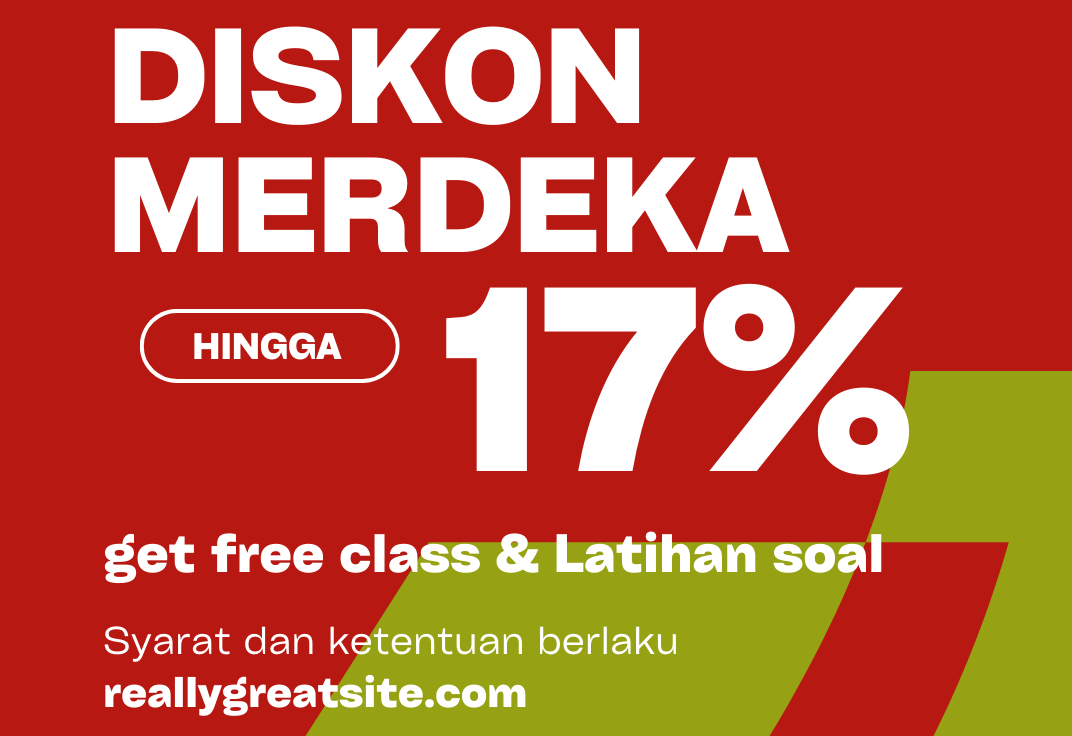 DISKON
MERDEKA
HINGGA 17%
get free class & Latihan soal
Syarat dan ketentuan berlaku
reallygreatsite.com